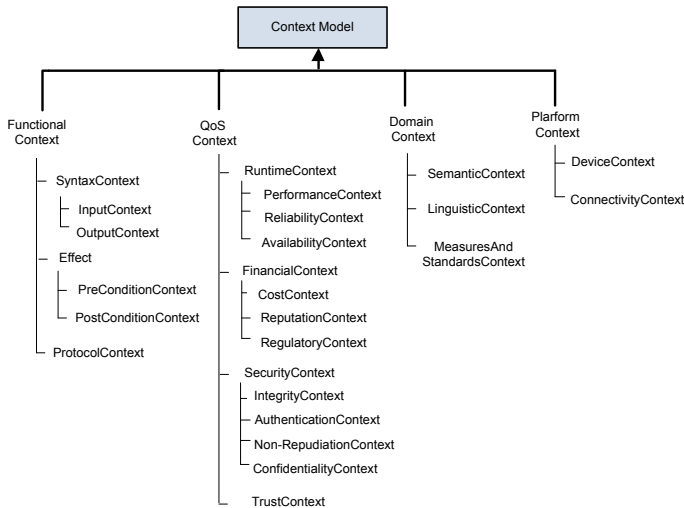 Context Model
Functional
Context
SyntaxContext
InputContext
OutputContext
Effect
PreConditionContext
PostConditionContext
ProtocolContext
QoS
Context
RuntimeContext
PerformanceContext
ReliabilityContext
AvailabilityContext
FinancialContext
CostContext
ReputationContext
RegulatoryContext
SecurityContext
IntegrityContext
AuthenticationContext
Non-RepudiationContext
ConfidentialityContext
TrustContext
Domain
Context
SemanticContext
LinguisticContext
MeasuresAnd
StandardsContext
Plarform
Context
DeviceContext
ConnectivityContext